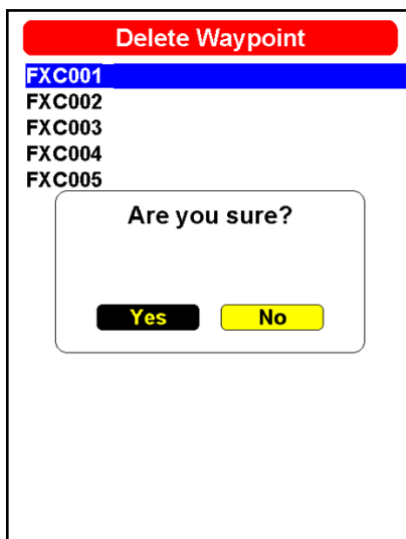 Delete Waypoint
FXC001
FXC002
FXC003
FXC004
FXC005
Are you sure?
Yes No